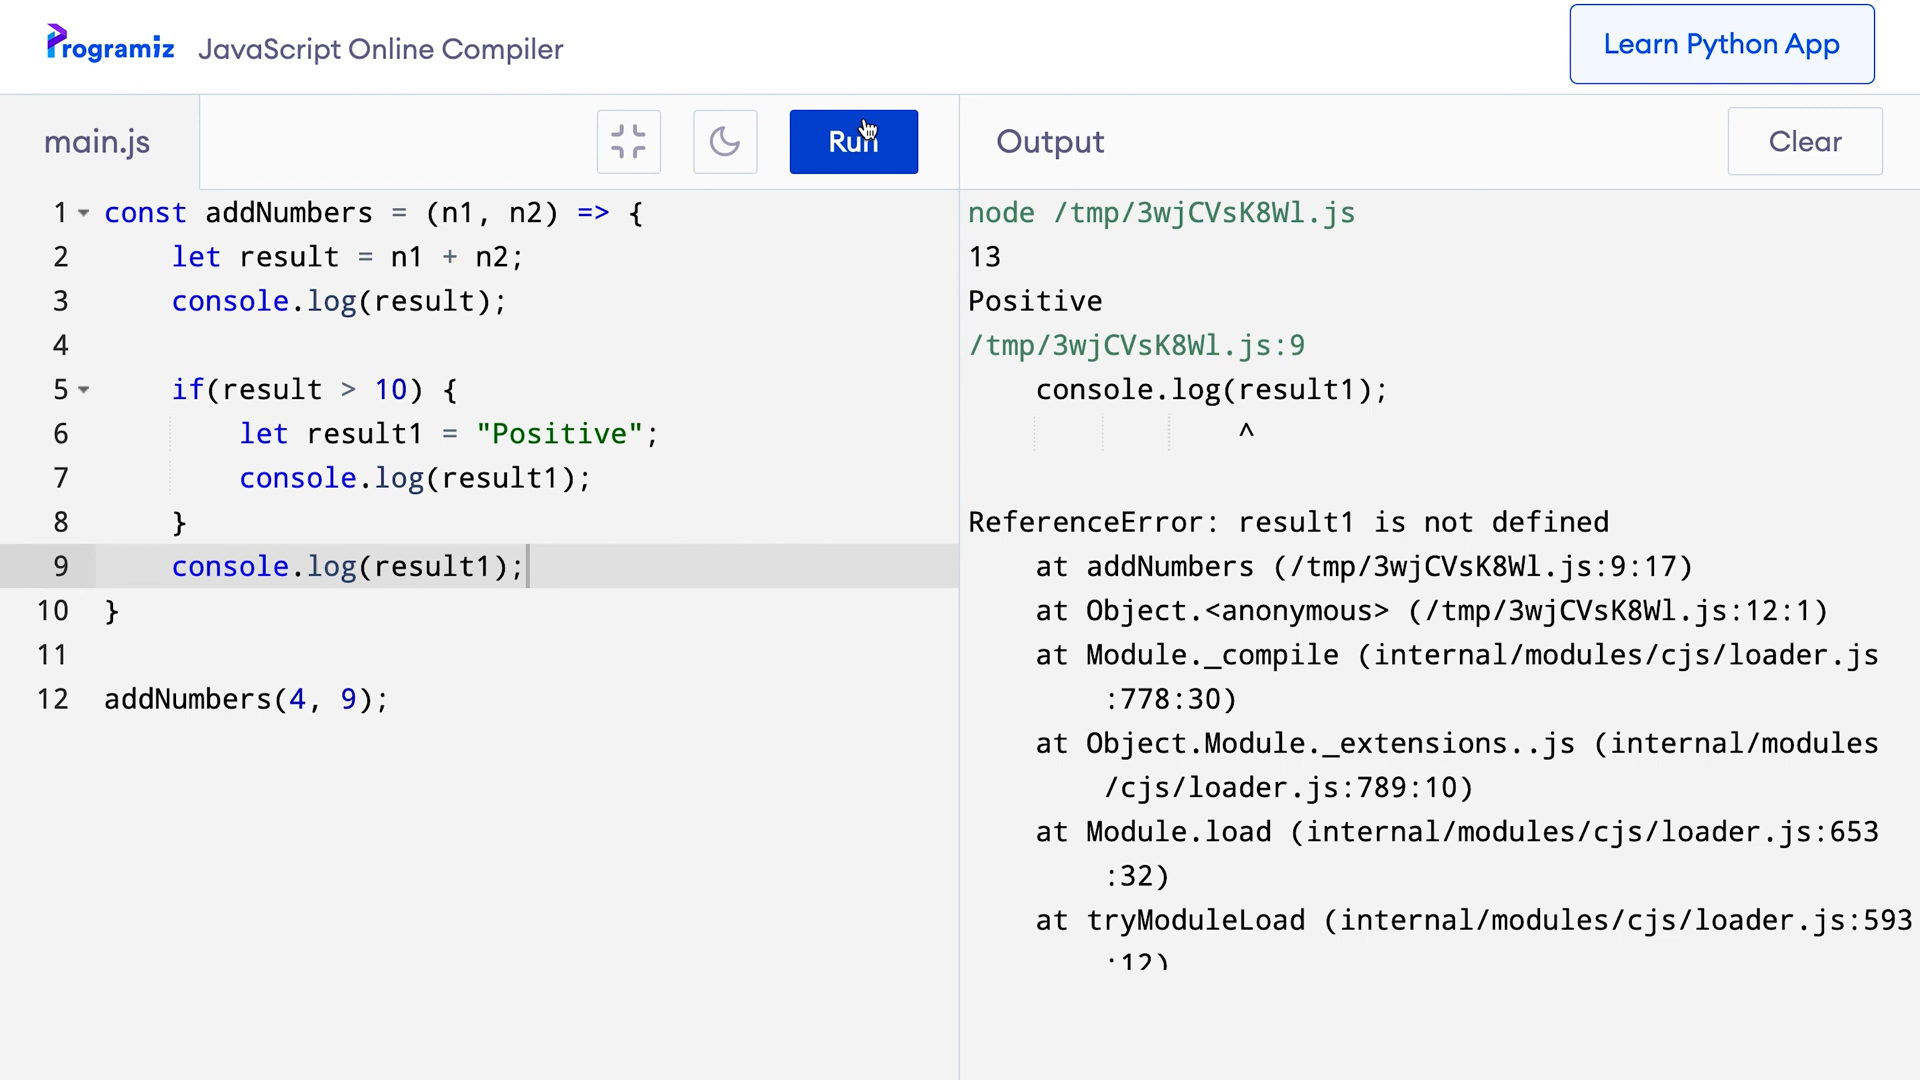 Programiz JavaScript Online Compiler
Learn Python App
main.js
Run
Output
Clear
1 const addNumbers = (n1, n2) => {
2 let result = n1 + n2;
3 console.log(result);
4
5 if(result > 10) {
6 let result1 = "Positive";
7 console.log(result1);
8 }
9 console.log(result1);
10 }
11
12 addNumbers(4, 9);
node /tmp/3wjCVsK8Wl.js
13
Positive
/tmp/3wjCVsK8Wl.js:9
console.log(result1);
^
ReferenceError: result1 is not defined
at addNumbers (/tmp/3wjCVsK8Wl.js:9:17)
at Object.<anonymous> (/tmp/3wjCVsK8Wl.js:12:1)
at Module._compile (internal/modules/cjs/loader.js
:778:30)
at Object.Module._extensions..js (internal/modules
/cjs/loader.js:789:10)
at Module.load (internal/modules/cjs/loader.js:653
:32)
at tryModuleLoad (internal/modules/cjs/loader.js:593
:12)